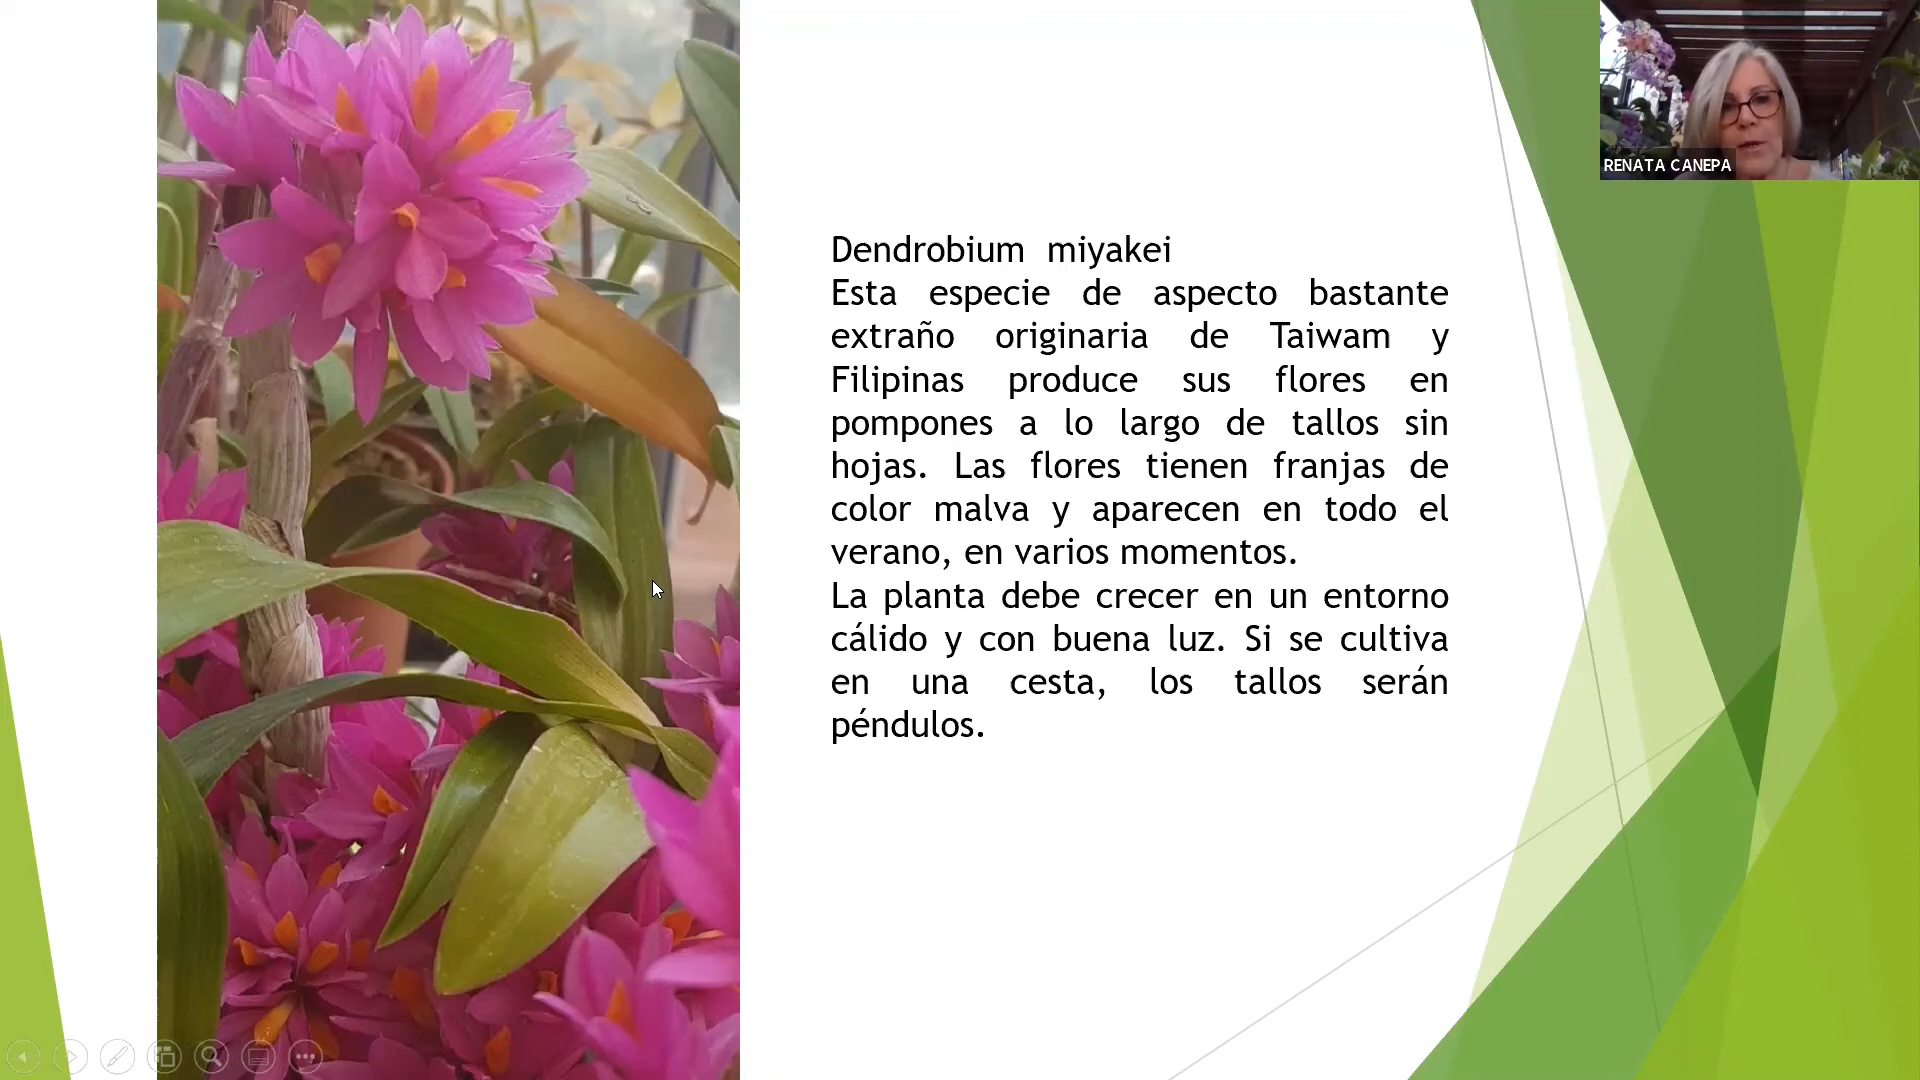 RENATA CANEPA
Dendrobium miyakei
Esta especie de aspecto bastante
extraño originaria de Taiwam y
Filipinas produce sus flores en
pompones a lo largo de tallos sin
hojas. Las flores tienen franjas de
color malva y aparecen en todo el
verano, en varios momentos.
La planta debe crecer en un entorno
cálido y con buena luz. Si se cultiva
en una cesta, los tallos serán
péndulos.